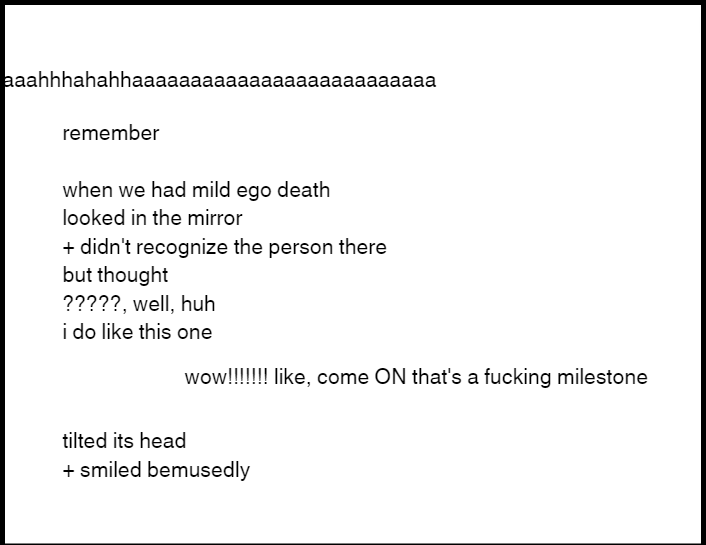 aaahhhahahhaaaaaaaaaaaaaaaaaaaaaaaaaa
remember
when we had mild ego death
looked in the mirror
+ didn't recognize the person there
but thought
?????, well, huh
i do like this one
wow!!!!!!! like, come ON that's a fucking milestone
tilted its head
+ smiled bemusedly